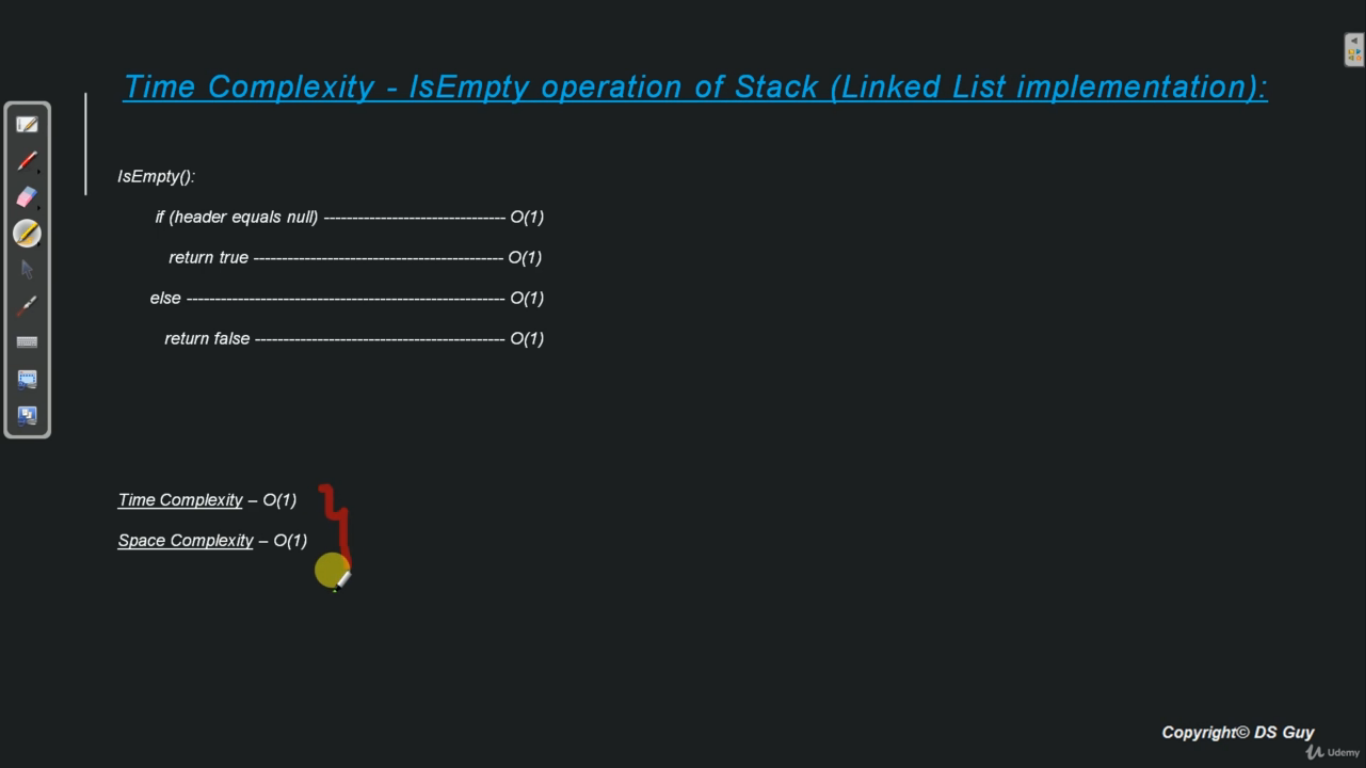 Time Complexity - IsEmpty operation of Stack (Linked List implementation):
IsEmpty():
if (header equals null) -------------------------------- O(1)
return true -------------------------------------------- O(1)
else -------------------------------------------------------- O(1)
return false -------------------------------------------- O(1)
Time Complexity – O(1)
Space Complexity – O(1)
Copyright© DS Guy
Udemy